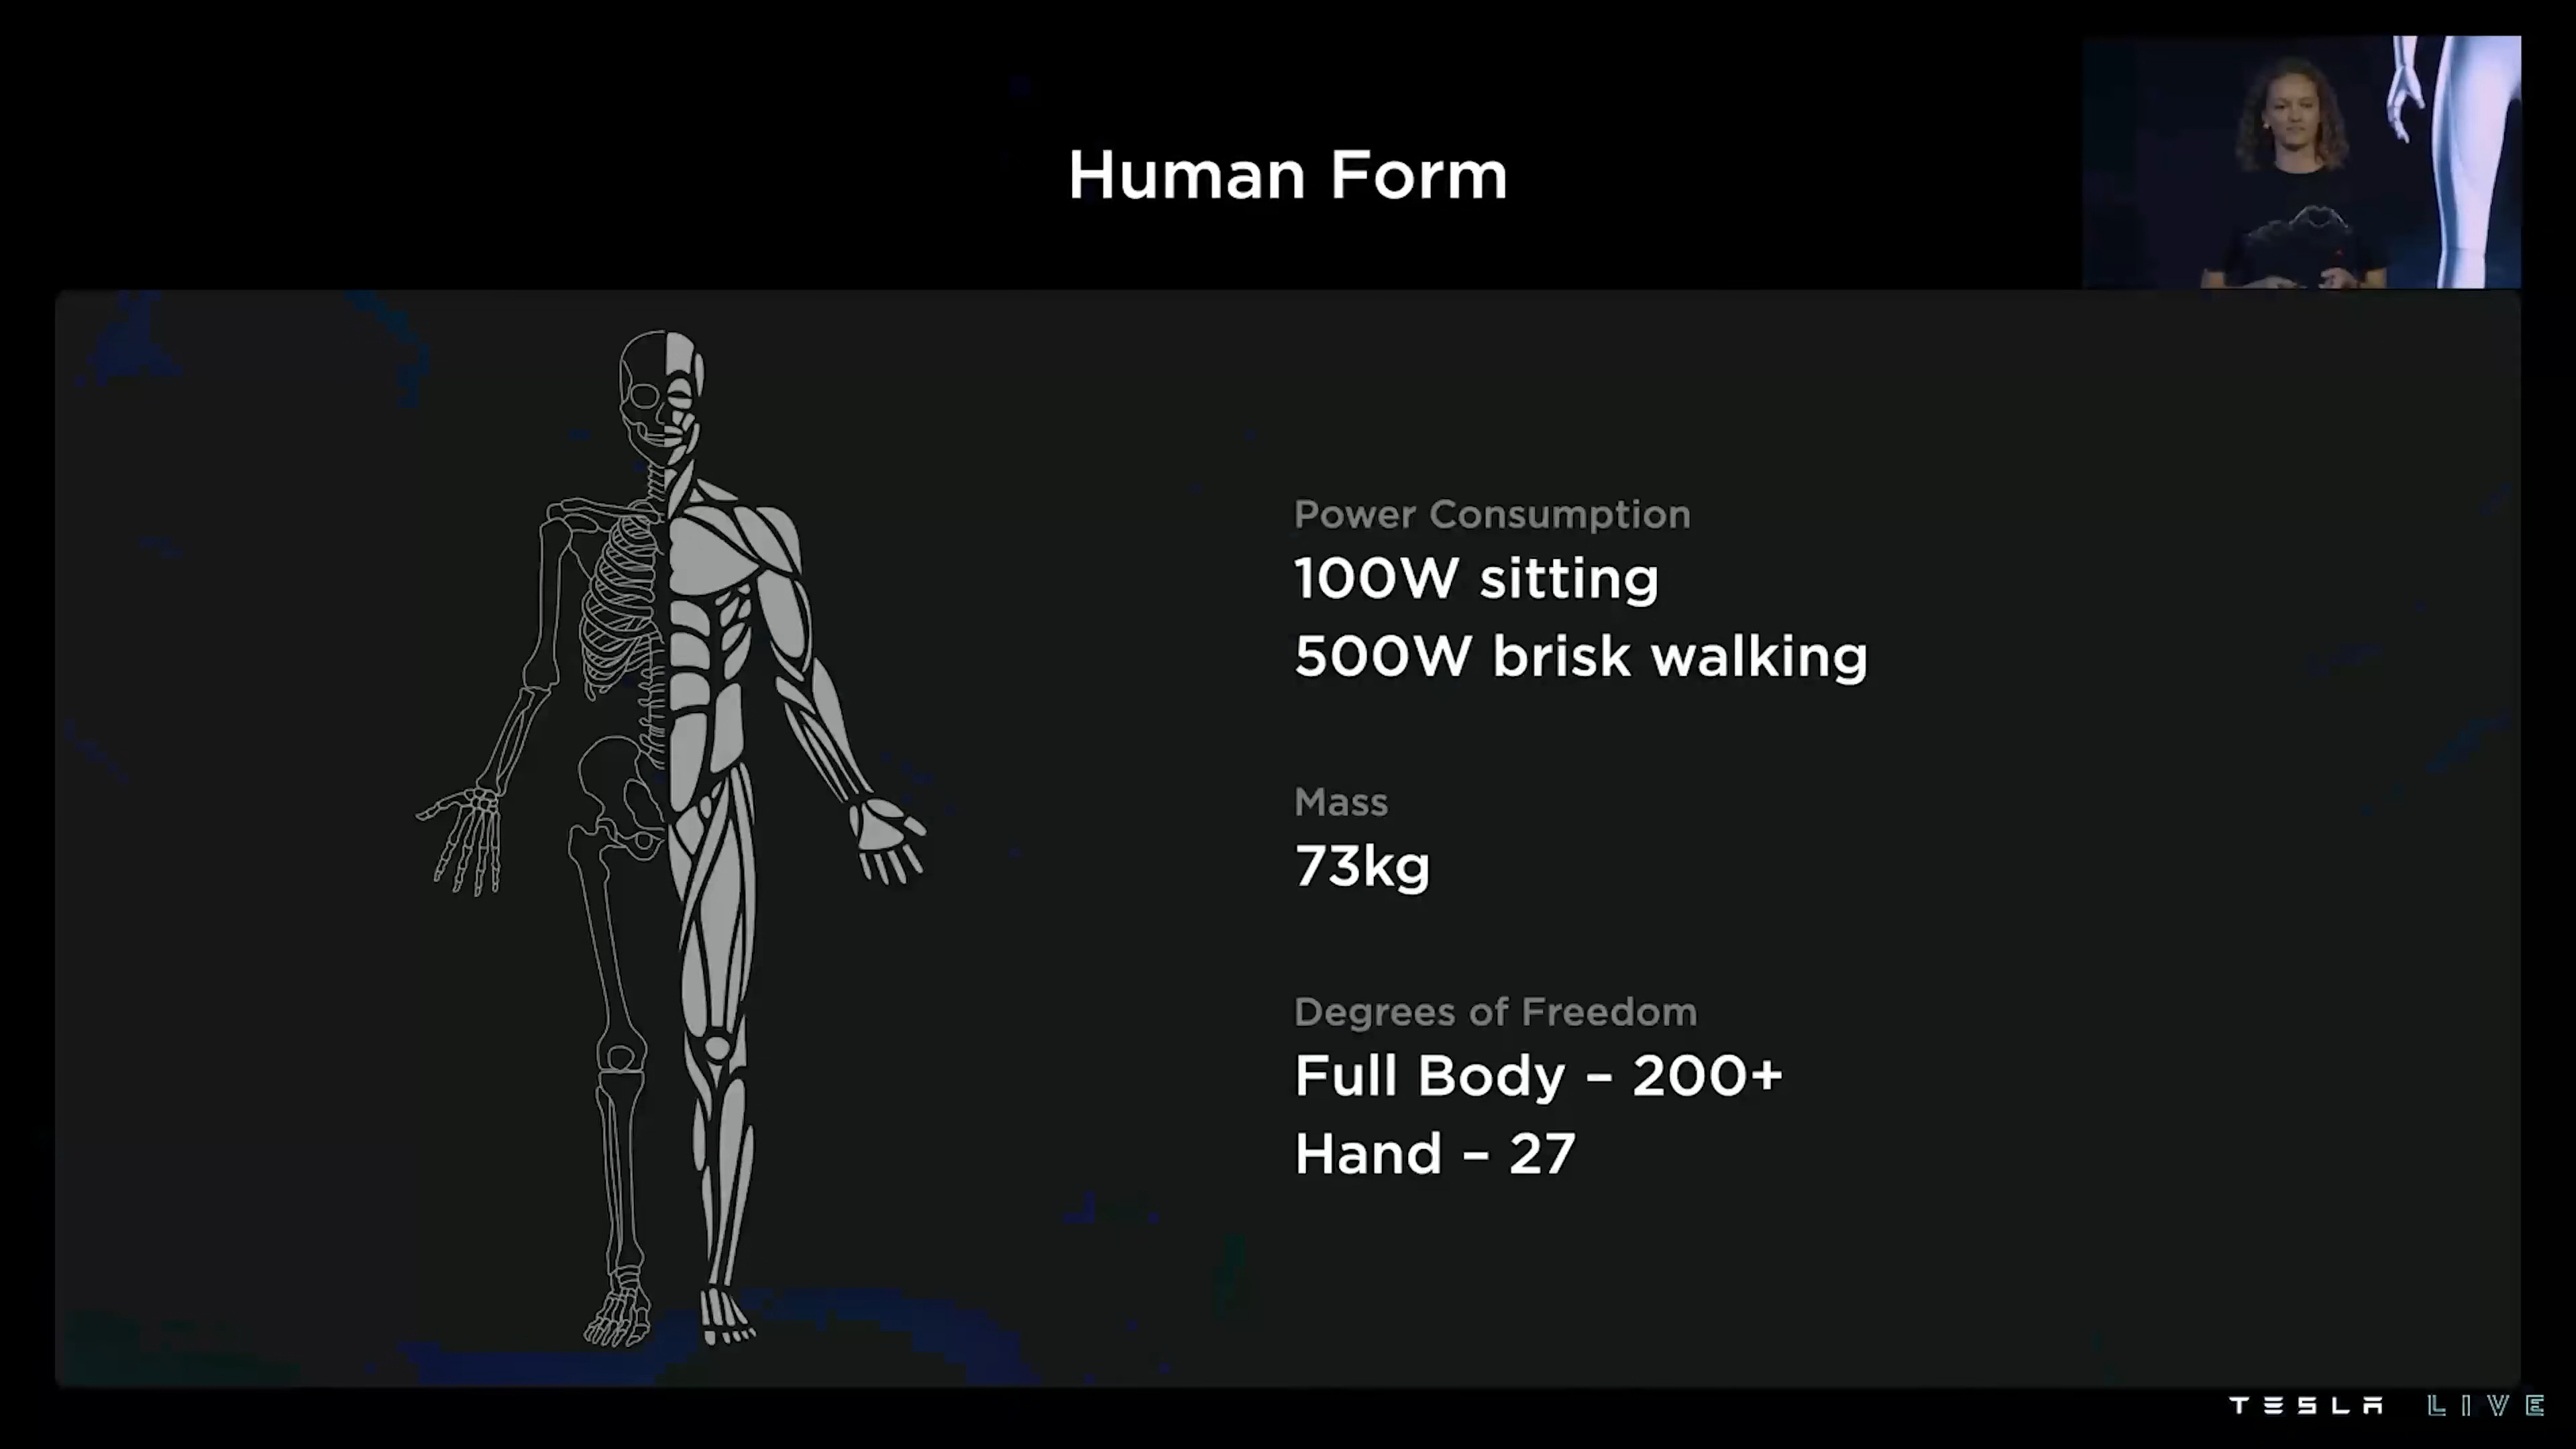 Human Form
Power Consumption
100W sitting
500W brisk walking
Mass
73kg
Degrees of Freedom
Full Body – 200+
Hand – 27
TESLA LIVE